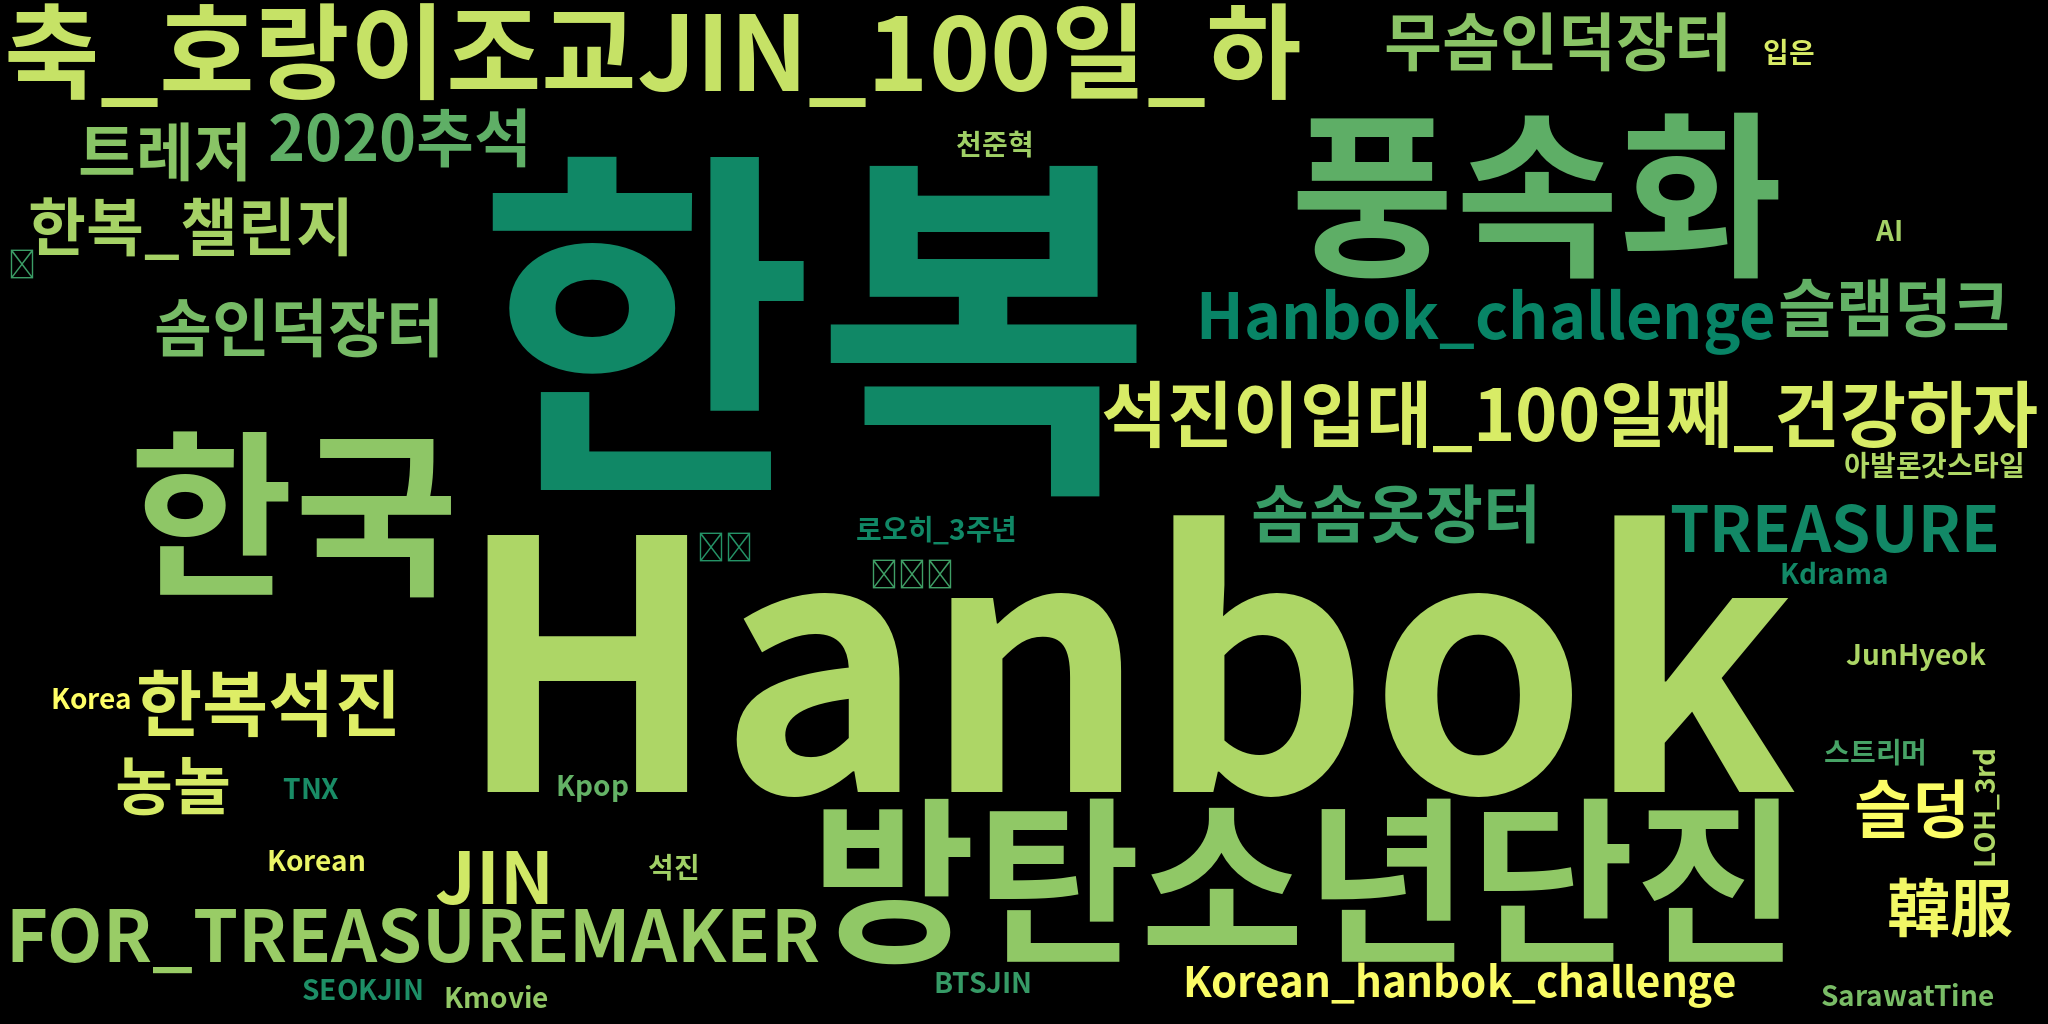 축_호랑이조교JIN_100일_하
무솜인덕장터
입은
트레저
2020추석
천준혁
풍속화
한복_챌린지
AI
한복
솜인덕장터
Hanbok_challenge
슬램덩크
석진이입대_100일째_건강하자
한국
아발론갓스타일
로오히_3주년
솜솜옷장터
TREASURE
Kdrama
Hanbok
JunHyeok
Korea
한복석진
스트리머
농놀
TNX
Kpop
LOH_3rd
슬덩
Korean
JIN
석진
방탄소년단진
韓服
FOR_TREASUREMAKER
SEOKJIN
Kmovie
BTSJIN
Korean_hanbok_challenge
SarawatTine